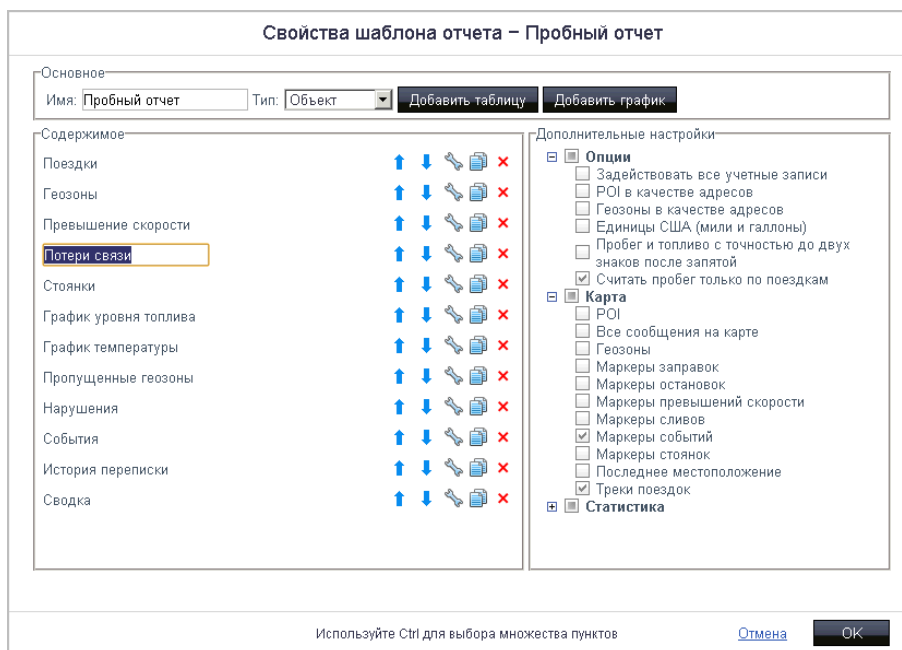 Свойства шаблона отчета – Пробный отчет
Основное
Имя: Пробный отчет Тип: Объект Добавить таблицу Добавить график
Содержимое
Поездки
Геозоны
Превышение скорости
Потери связи
Стоянки
График уровня топлива
График температуры
Пропущенные геозоны
Нарушения
События
История переписки
Сводка
Дополнительные настройки
Опции
Задействовать все учетные записи
POI в качестве адресов
Геозоны в качестве адресов
Единицы США (мили и галлоны)
Пробег и топливо с точностью до двух
знаков после запятой
Считать пробег только по поездкам
Карта
POI
Все сообщения на карте
Геозоны
Маркеры заправок
Маркеры остановок
Маркеры превышений скорости
Маркеры сливов
Маркеры событий
Маркеры стоянок
Последнее местоположение
Треки поездок
Статистика
Используйте Ctrl для выбора множества пунктов
Отмена
OK